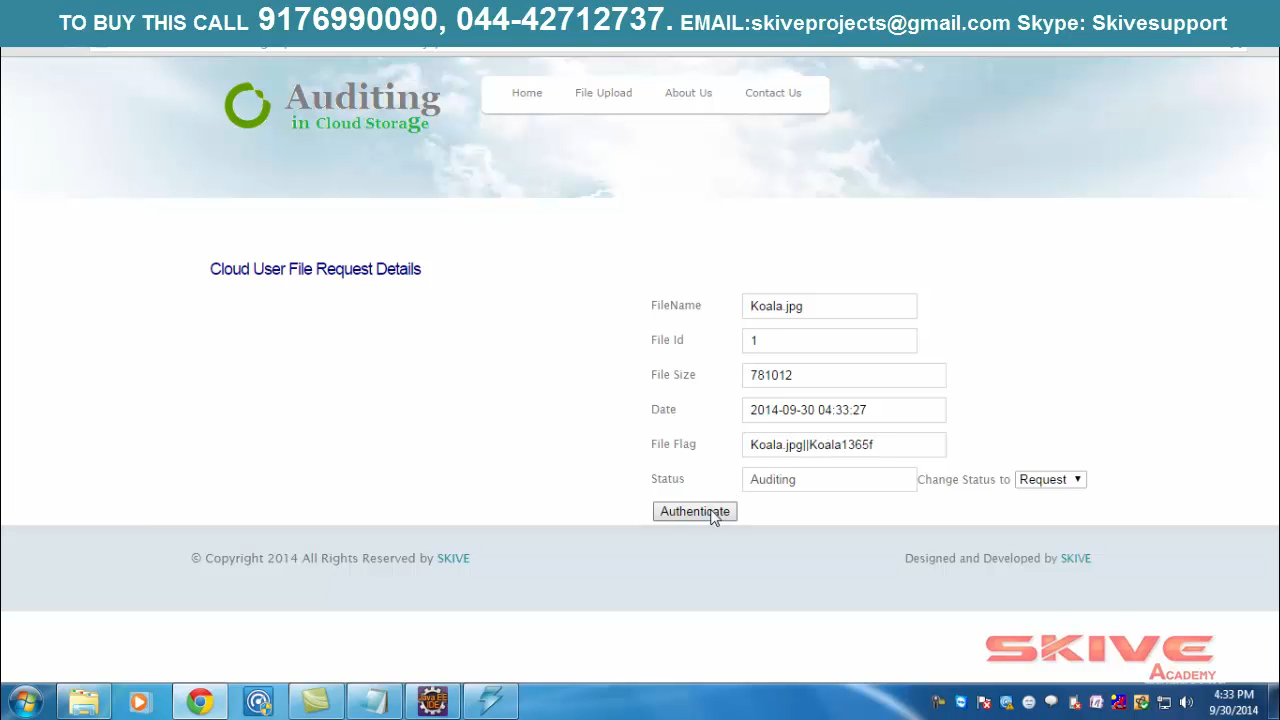 TO BUY THIS CALL 9176990090, 044-42712737. EMAIL:skiveprojects@gmail.com Skype: Skivesupport
Auditing
in Cloud Storage
Home File Upload About Us Contact Us
Cloud User File Request Details
FileName Koala.jpg
File Id 1
File Size 781012
Date 2014-09-30 04:33:27
File Flag Koala.jpg||Koala1365f
Status Auditing Change Status to Request
Authenticate
© Copyright 2014 All Rights Reserved by SKIVE Designed and Developed by SKIVE
SKIVE
ACADEMY
Java EE
IDE
4:33 PM
9/30/2014